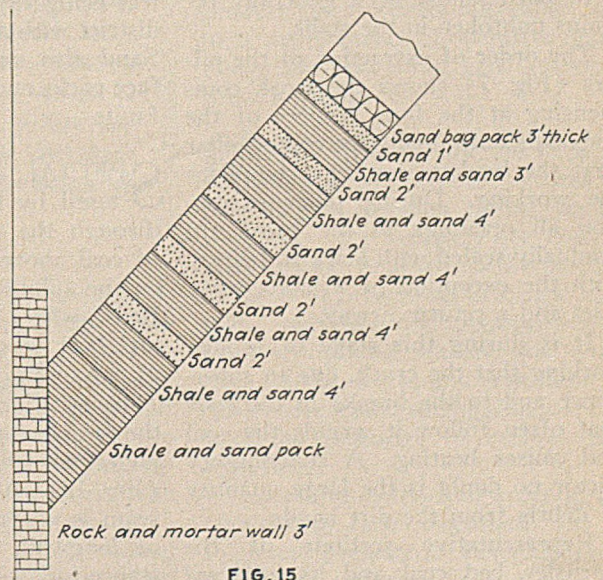 Sand bag pack 3' thick
Sand 1'
Shale and sand 3'
Sand 2'
Shale and sand 4'
Sand 2'
Shale and sand 4'
Sand 2'
Shale and sand 4'
Sand 2'
Shale and sand 4'
Shale and sand pack
Rock and mortar wall 3'
FIG. 15